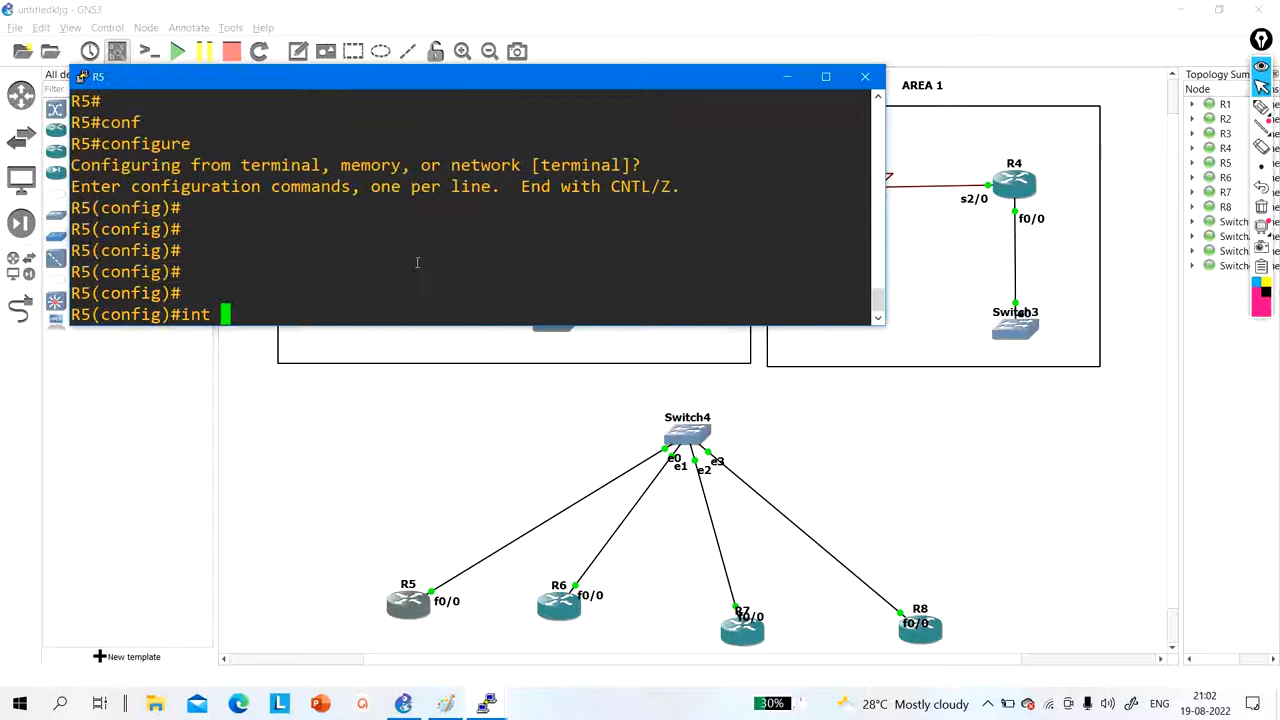 untitledkljg - GNS3
File Edit View Control Node Annotate Tools Help
All de
Filter
R5
R5#
R5#conf
R5#configure
Configuring from terminal, memory, or network [terminal]?
Enter configuration commands, one per line.  End with CNTL/Z.
R5(config)#
R5(config)#
R5(config)#
R5(config)#
R5(config)#
R5(config)#int
AREA 1
R4
s2/0
f0/0
Switch3
Switch4
e0
e1
e2
e3
R5
f0/0
R6
f0/0
R7
f0/0
R8
f0/0
Topology Sum
Node
R1
R2
R3
R4
R5
R6
R7
R8
Switch
Switch
Switch
Switch
New template
30%
28°C Mostly cloudy
ENG
21:02
19-08-2022